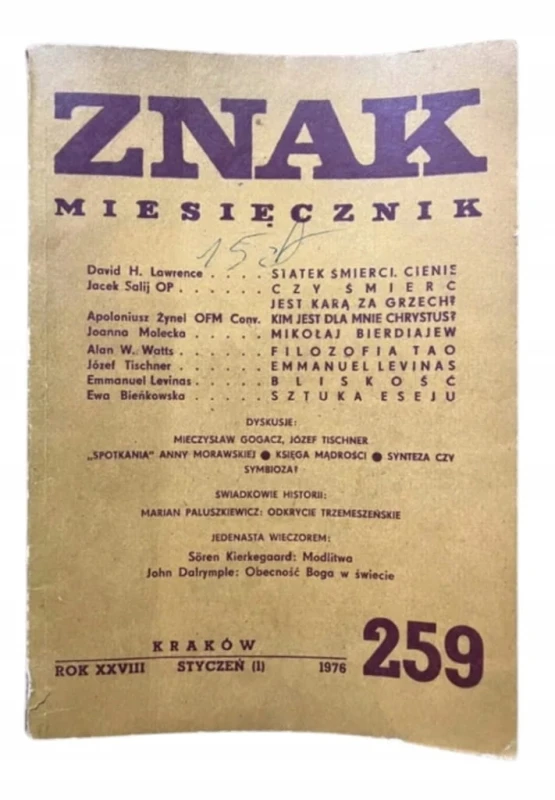 ZNAK
MIESIĘCZNIK
15 zł
David H. Lawrence . . . . SIATEK ŚMIERCI. CIENIE
Jacek Salij OP . . . . . . CZY ŚMIERĆ
JEST KARĄ ZA GRZECH?
Apoloniusz Żynel OFM Conv. KIM JEST DLA MNIE CHRYSTUS?
Joanna Molecka . . . . . . MIKOŁAJ BIERDIAJEW
Alan W. Watts . . . . . . FILOZOFIA TAO
Józef Tischner . . . . . . EMMANUEL LEVINAS
Emmanuel Levinas . . . . . BLISKOŚĆ
Ewa Bieńkowska . . . . . . SZTUKA ESEJU
DYSKUSJE:
MIECZYSŁAW GOGACZ, JÓZEF TISCHNER
„SPOTKANIA” ANNY MORAWSKIEJ ● KSIĘGA MĄDROŚCI ● SYNTEZA CZY
SYMBIOZA?
ŚWIADKOWIE HISTORII:
MARIAN PALUSZKIEWICZ: ODKRYCIE TRZEMESZEŃSKIE
JEDENASTA WIECZOREM:
Sören Kierkegaard: Modlitwa
John Dalrymple: Obecność Boga w świecie
KRAKÓW
ROK XXVIII STYCZEŃ (1) 1976
259